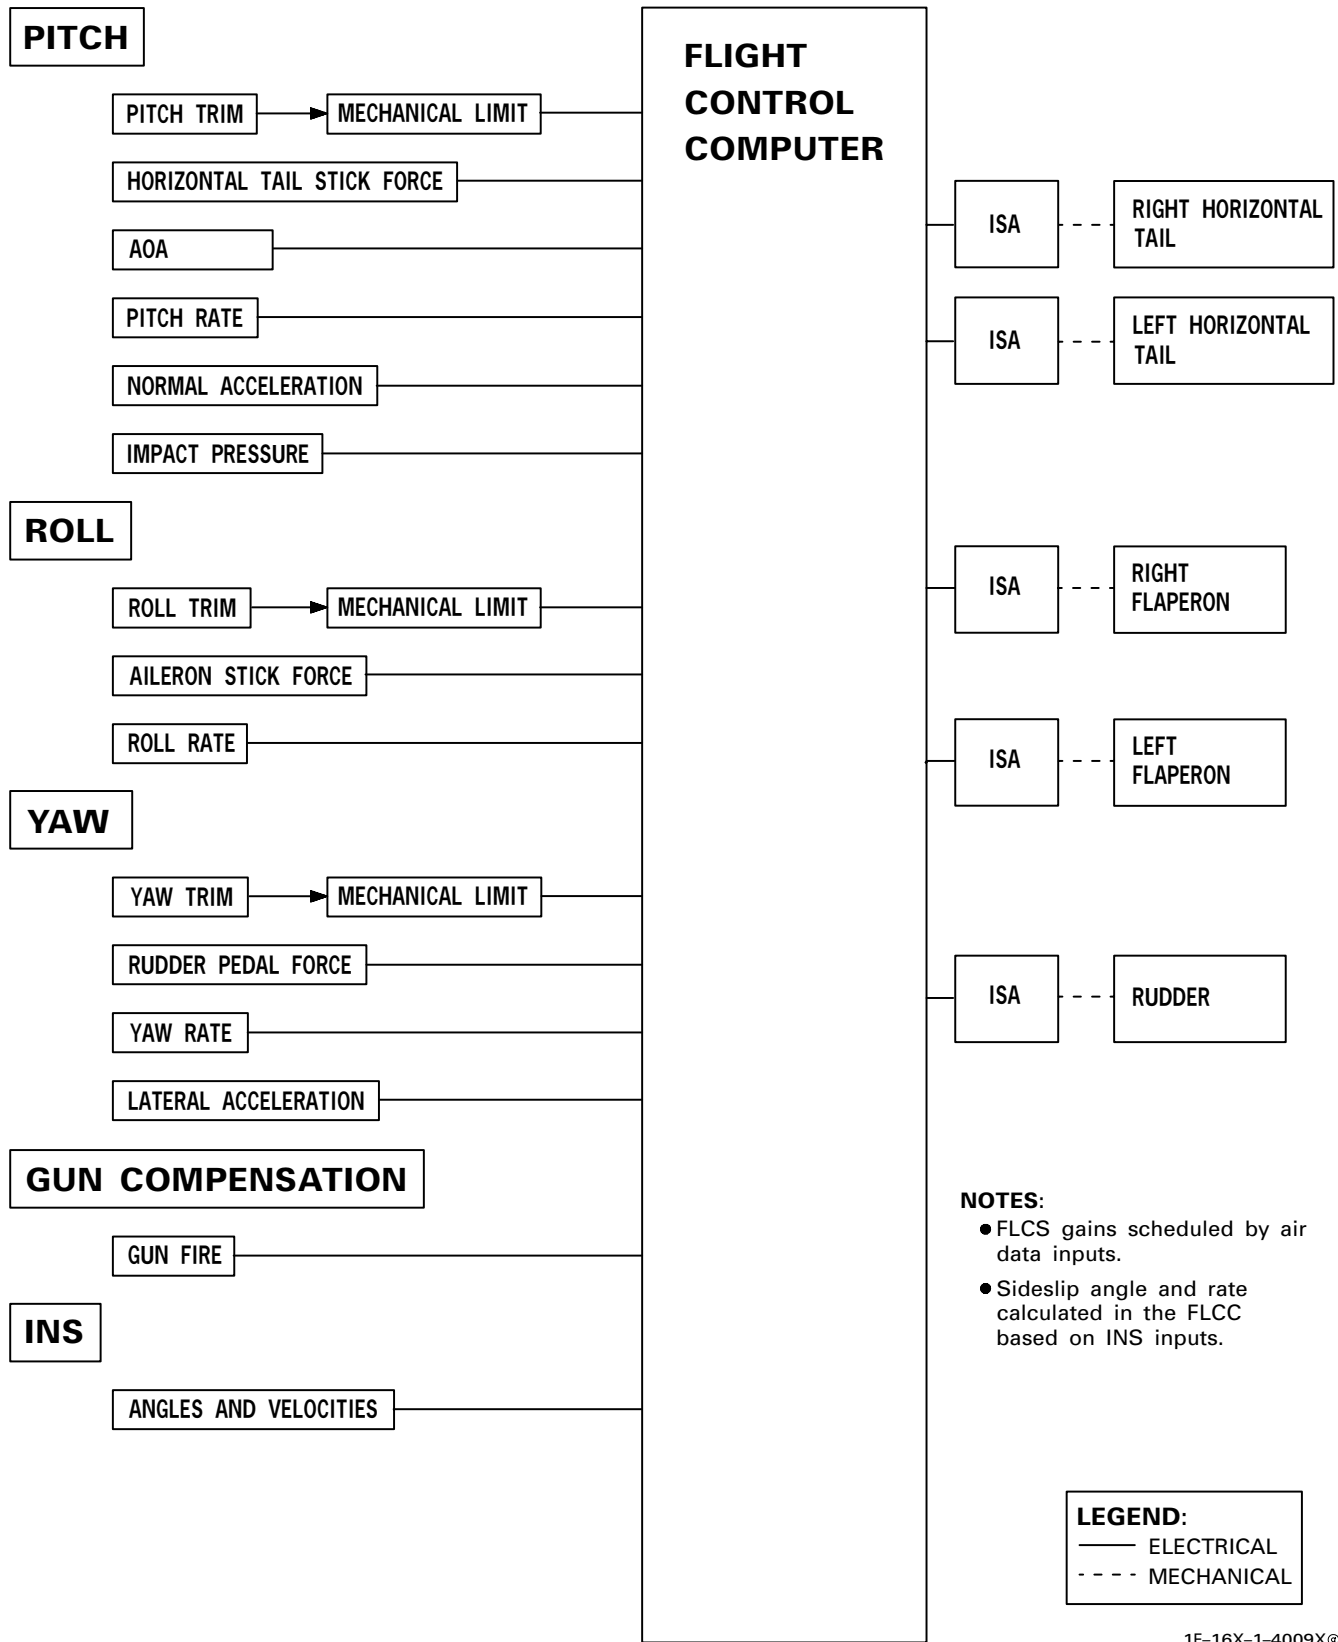 PITCH
FLIGHT
CONTROL
COMPUTER
PITCH TRIM
MECHANICAL LIMIT
HORIZONTAL TAIL STICK FORCE
AOA
PITCH RATE
NORMAL ACCELERATION
IMPACT PRESSURE
ISA
RIGHT HORIZONTAL
TAIL
ISA
LEFT HORIZONTAL
TAIL
ROLL
ROLL TRIM
MECHANICAL LIMIT
AILERON STICK FORCE
ROLL RATE
ISA
RIGHT
FLAPERON
ISA
LEFT
FLAPERON
YAW
YAW TRIM
MECHANICAL LIMIT
RUDDER PEDAL FORCE
YAW RATE
LATERAL ACCELERATION
ISA
RUDDER
GUN COMPENSATION
GUN FIRE
INS
ANGLES AND VELOCITIES
NOTES:
● FLCS gains scheduled by air
data inputs.
● Sideslip angle and rate
calculated in the FLCC
based on INS inputs.
LEGEND:
ELECTRICAL
MECHANICAL
1F-16X-1-4009X@